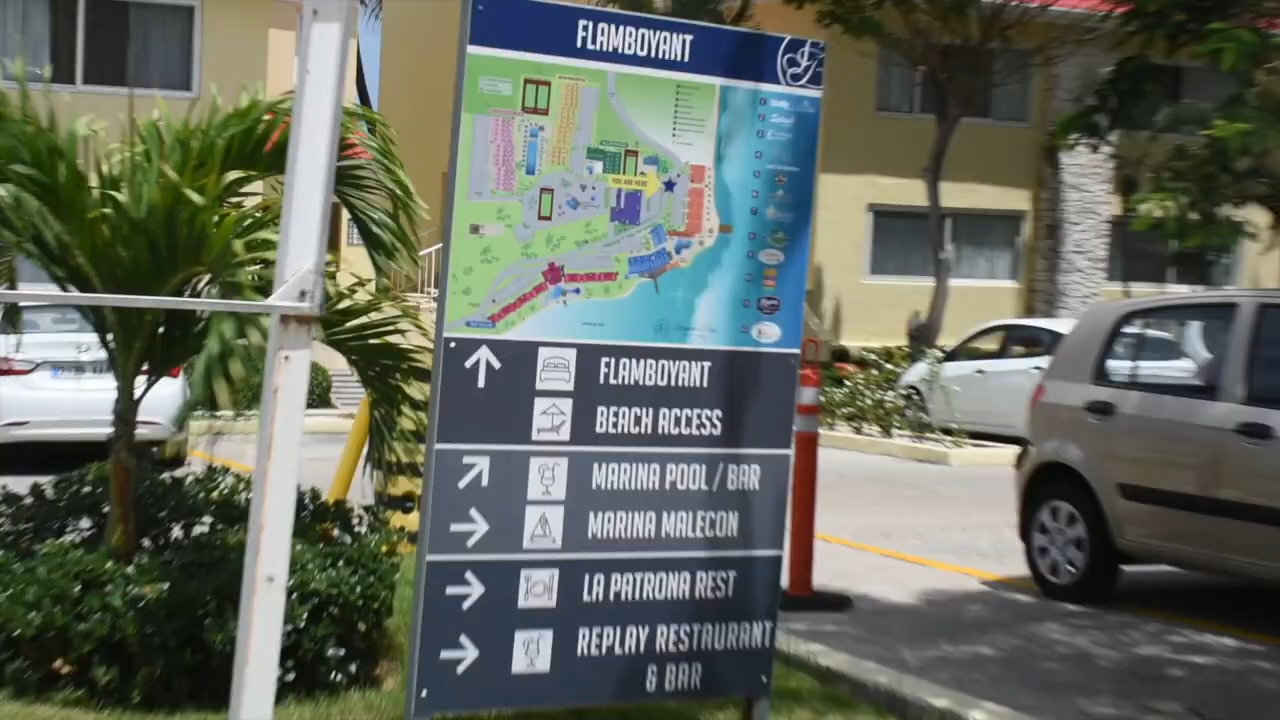 FLAMBOYANT
YOU ARE HERE
FLAMBOYANT
BEACH ACCESS
MARINA POOL / BAR
MARINA MALECON
LA PATRONA REST
REPLAY RESTAURANT
& BAR